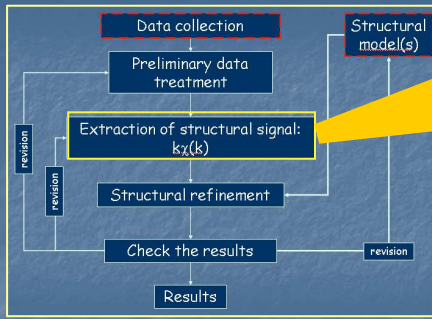 Data collection
Structural
model(s)
Preliminary data
treatment
Extraction of structural signal:
kχ(k)
revision
revision
Structural refinement
Check the results
revision
Results